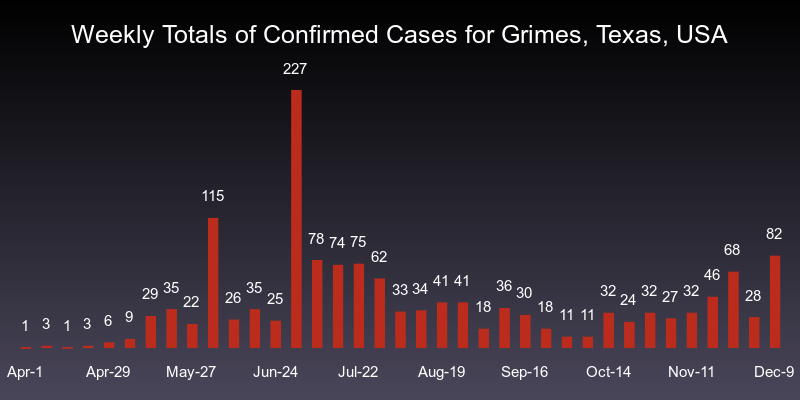 Weekly Totals of Confirmed Cases for Grimes, Texas, USA
1 3 1 3 6 9 29 35 22 115 26 35 25 227 78 74 75 62 33 34 41 41 18 36 30 18 11 11 32 24 32 27 32 46 68 28 82
Apr-1 Apr-29 May-27 Jun-24 Jul-22 Aug-19 Sep-16 Oct-14 Nov-11 Dec-9